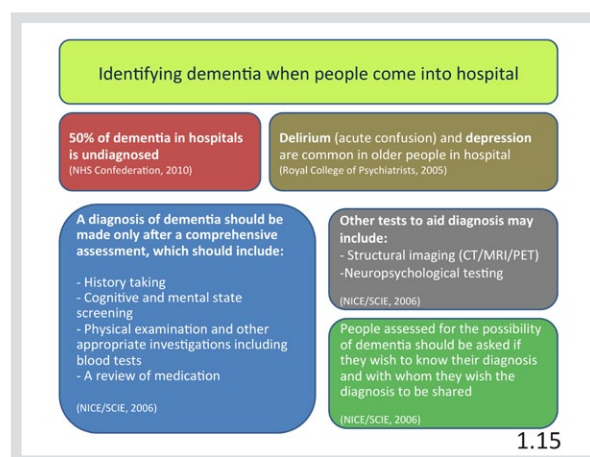 Identifying dementia when people come into hospital
50% of dementia in hospitals
is undiagnosed
(NHS Confederation, 2010)
Delirium (acute confusion) and depression
are common in older people in hospital
(Royal College of Psychiatrists, 2005)
A diagnosis of dementia should be
made only after a comprehensive
assessment, which should include:
- History taking
- Cognitive and mental state
screening
- Physical examination and other
appropriate investigations including
blood tests
- A review of medication
(NICE/SCIE, 2006)
Other tests to aid diagnosis may
include:
- Structural imaging (CT/MRI/PET)
-Neuropsychological testing
(NICE/SCIE, 2006)
People assessed for the possibility
of dementia should be asked if
they wish to know their diagnosis
and with whom they wish the
diagnosis to be shared
(NICE/SCIE, 2006)
1.15